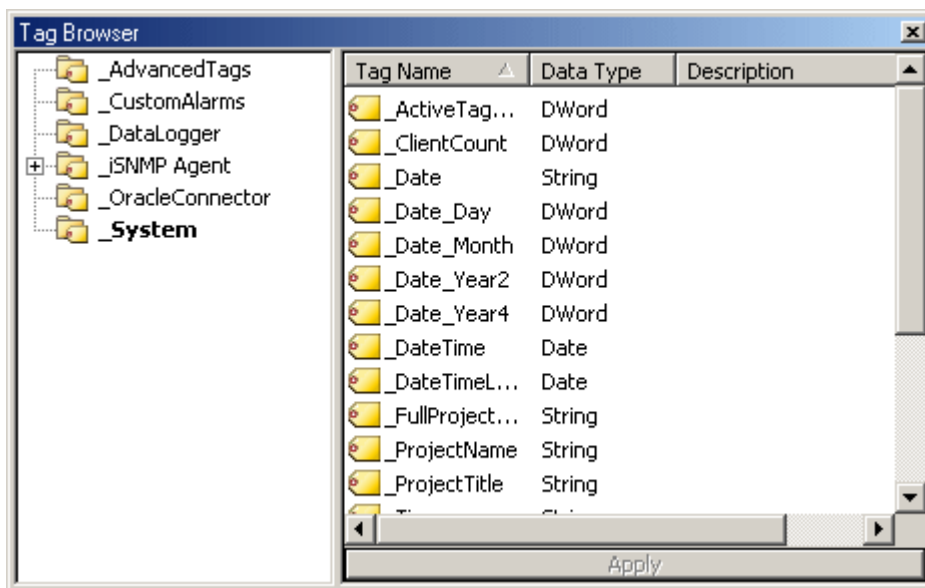 Tag Browser
_AdvancedTags
_CustomAlarms
_DataLogger
_iSNMP Agent
_OracleConnector
_System
Tag Name Data Type Description
_ActiveTag... DWord
_ClientCount DWord
_Date String
_Date_Day DWord
_Date_Month DWord
_Date_Year2 DWord
_Date_Year4 DWord
_DateTime Date
_DateTimeL... Date
_FullProject... String
_ProjectName String
_ProjectTitle String
Apply